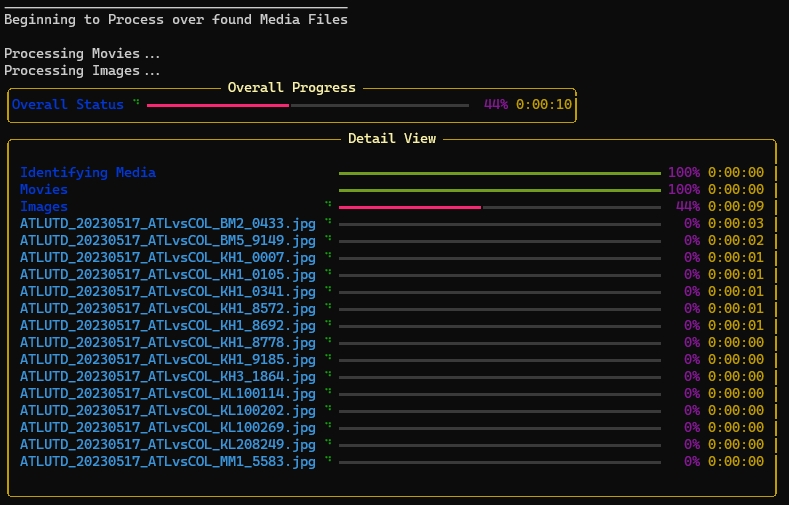 Beginning to Process over found Media Files
Processing Movies...
Processing Images...
Overall Progress
Overall Status 44% 0:00:10
Detail View
Identifying Media 100% 0:00:00
Movies 100% 0:00:00
Images 44% 0:00:09
ATLUTD_20230517_ATLvsCOL_BM2_0433.jpg 0% 0:00:03
ATLUTD_20230517_ATLvsCOL_BM5_9149.jpg 0% 0:00:02
ATLUTD_20230517_ATLvsCOL_KH1_0007.jpg 0% 0:00:01
ATLUTD_20230517_ATLvsCOL_KH1_0105.jpg 0% 0:00:01
ATLUTD_20230517_ATLvsCOL_KH1_0341.jpg 0% 0:00:01
ATLUTD_20230517_ATLvsCOL_KH1_8572.jpg 0% 0:00:01
ATLUTD_20230517_ATLvsCOL_KH1_8692.jpg 0% 0:00:01
ATLUTD_20230517_ATLvsCOL_KH1_8778.jpg 0% 0:00:00
ATLUTD_20230517_ATLvsCOL_KH1_9185.jpg 0% 0:00:00
ATLUTD_20230517_ATLvsCOL_KH3_1864.jpg 0% 0:00:00
ATLUTD_20230517_ATLvsCOL_KL100114.jpg 0% 0:00:00
ATLUTD_20230517_ATLvsCOL_KL100202.jpg 0% 0:00:00
ATLUTD_20230517_ATLvsCOL_KL100269.jpg 0% 0:00:00
ATLUTD_20230517_ATLvsCOL_KL208249.jpg 0% 0:00:00
ATLUTD_20230517_ATLvsCOL_MM1_5583.jpg 0% 0:00:00